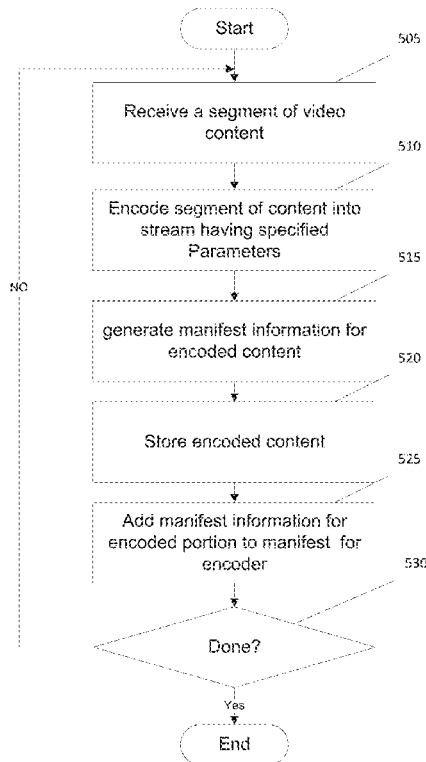 Start
505
Receive a segment of video
content
510
Encode segment of content into
stream having specified
Parameters
515
NO
generate manifest information for
encoded content
520
Store encoded content
525
Add manifest information for
encoded portion to manifest for
encoder
530
Done?
Yes
End